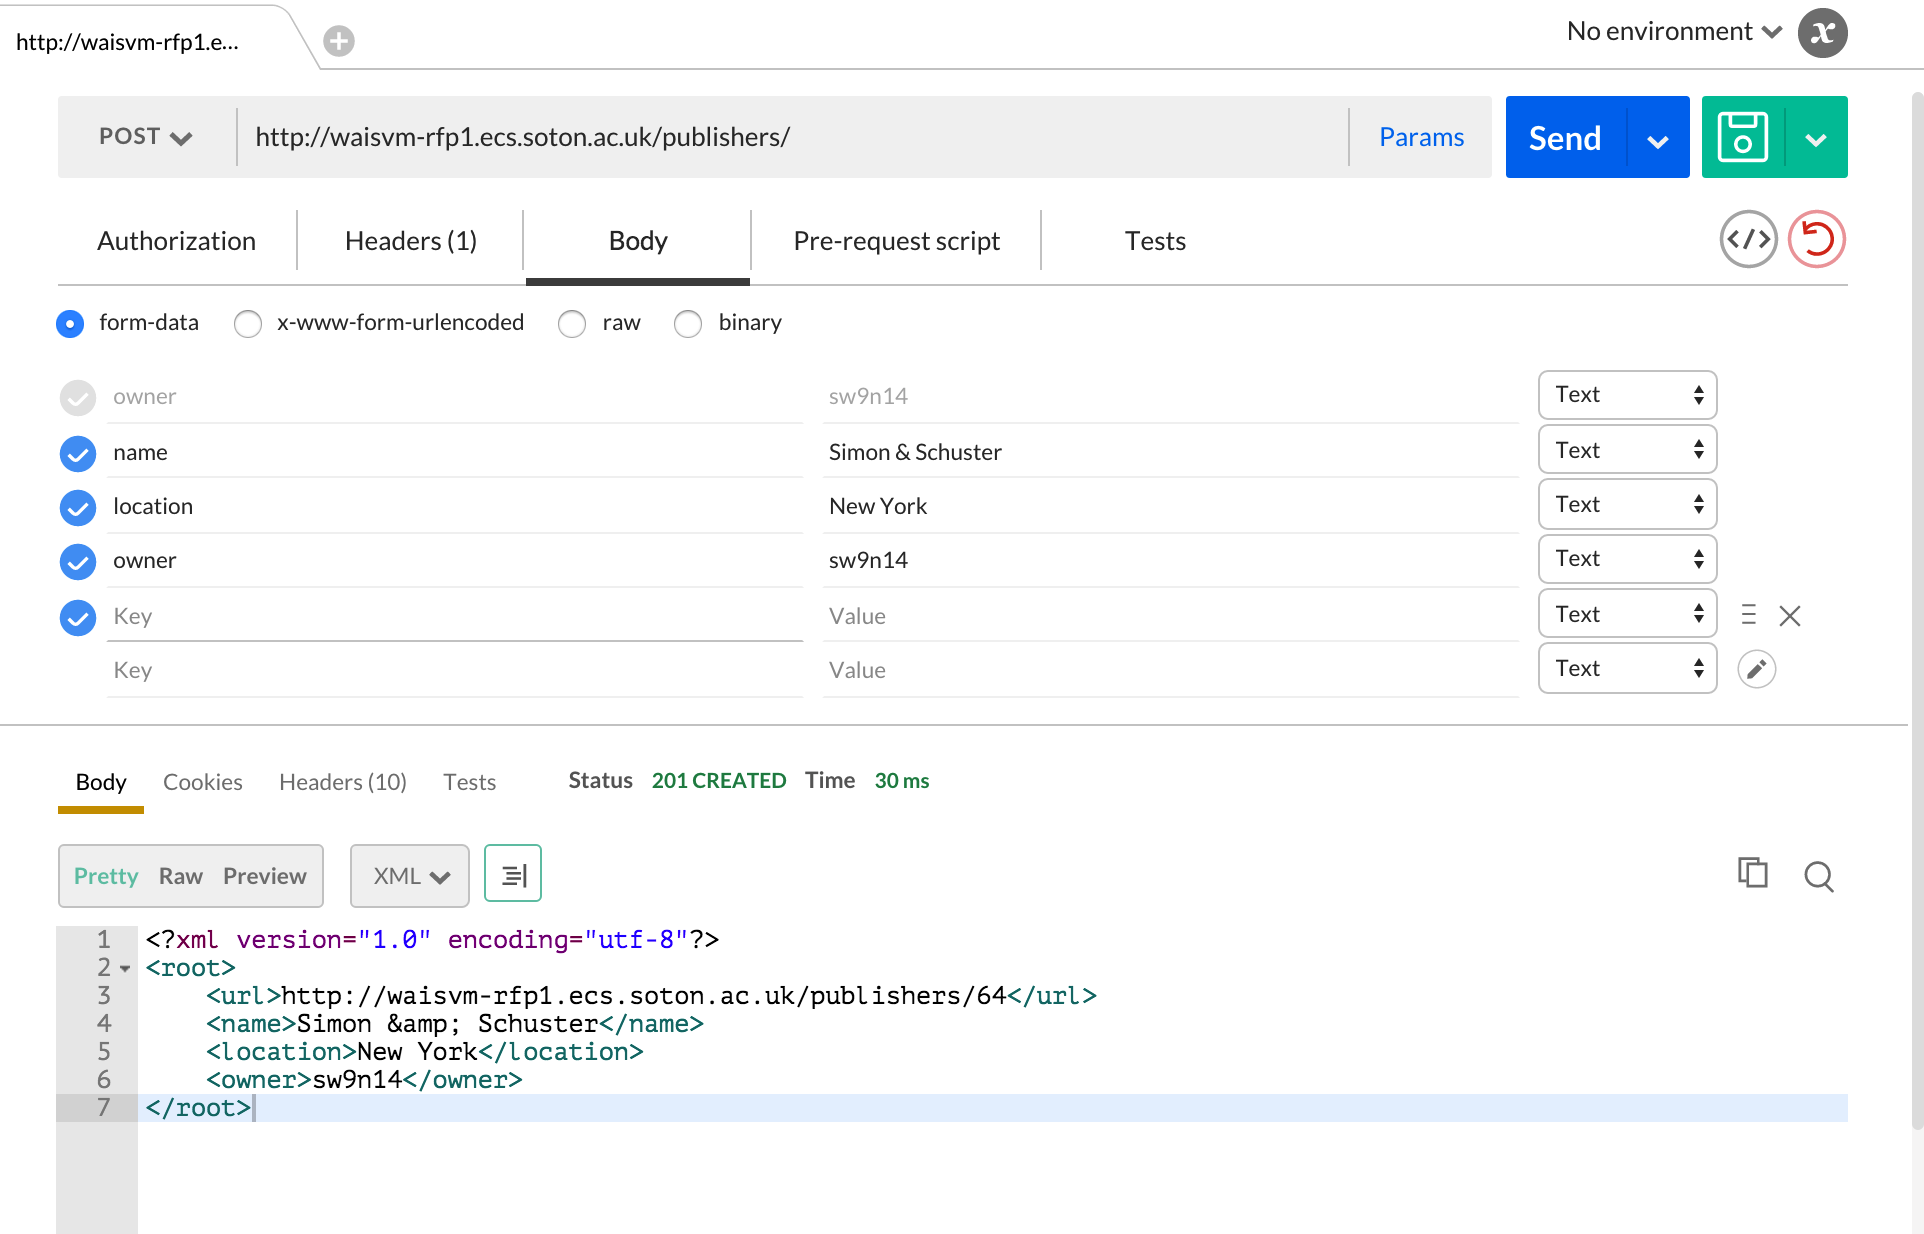 http://waisvm-rfp1.e...
No environment
x
POST http://waisvm-rfp1.ecs.soton.ac.uk/publishers/ Params Send
Authorization Headers (1) Body Pre-request script Tests </>
form-data x-www-form-urlencoded raw binary
owner sw9n14 Text
name Simon & Schuster Text
location New York Text
owner sw9n14 Text
Key Value Text
Key Value Text
Body Cookies Headers (10) Tests Status 201 CREATED Time 30 ms
Pretty Raw Preview XML
1 <?xml version="1.0" encoding="utf-8"?>
2 <root>
3 <url>http://waisvm-rfp1.ecs.soton.ac.uk/publishers/64</url>
4 <name>Simon &amp; Schuster</name>
5 <location>New York</location>
6 <owner>sw9n14</owner>
7 </root>